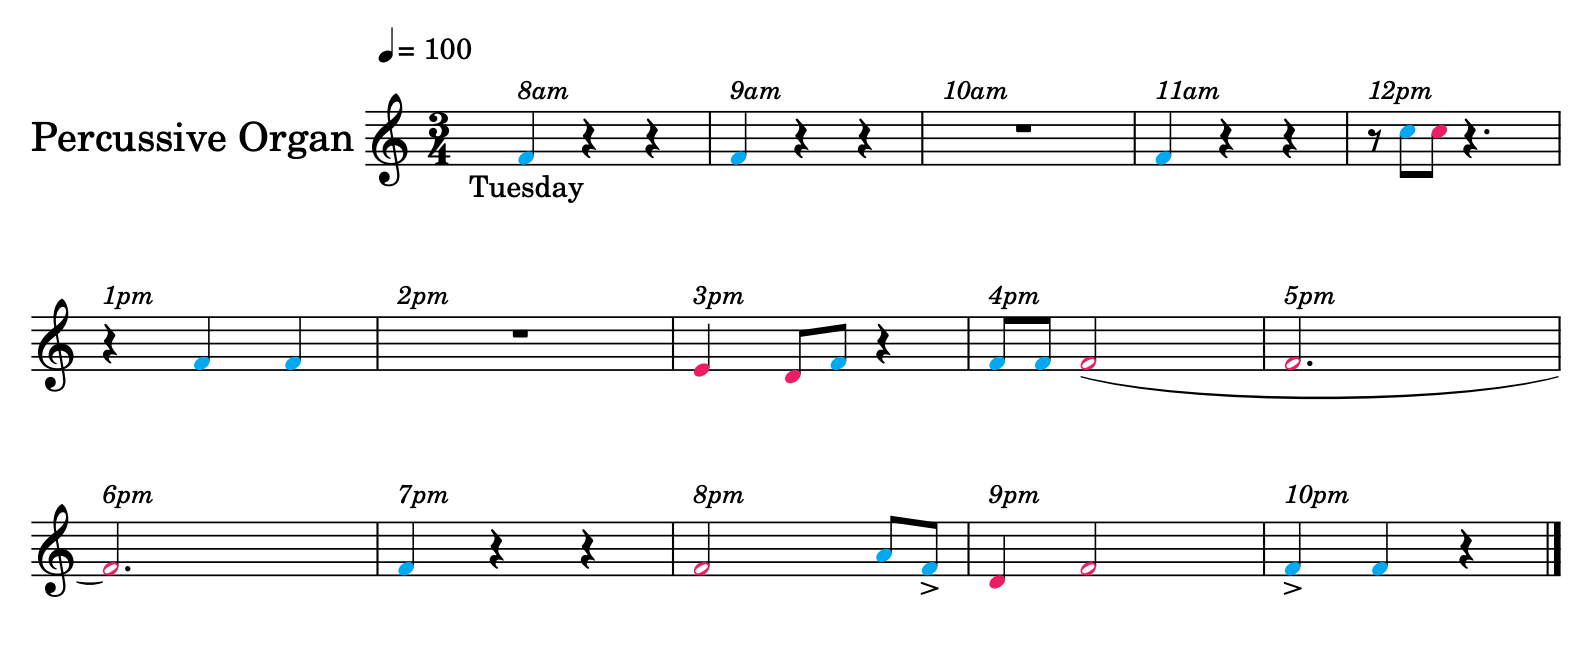 ♩= 100
8am 9am 10am 11am 12pm
Percussive Organ 3/4
Tuesday
1pm 2pm 3pm 4pm 5pm
6pm 7pm 8pm 9pm 10pm